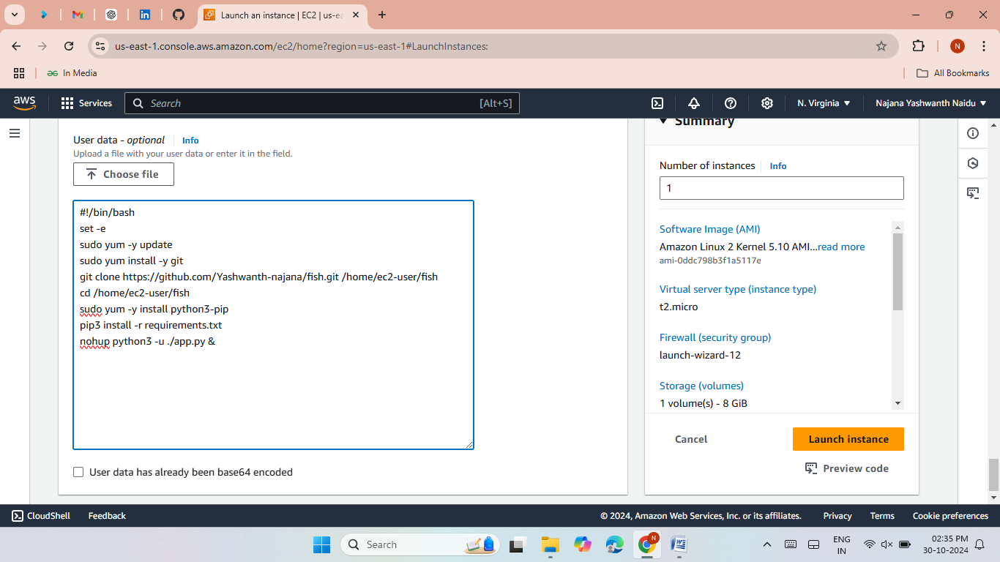 Launch an instance | EC2 | us-ea
us-east-1.console.aws.amazon.com/ec2/home?region=us-east-1#LaunchInstances:
N
In Media
All Bookmarks
aws
Services
Search
[Alt+S]
N. Virginia
Najana Yashwanth Naidu
User data - optional
Info
Upload a file with your user data or enter it in the field.
Choose file
#!/bin/bash
set -e
sudo yum -y update
sudo yum install -y git
git clone https://github.com/Yashwanth-najana/fish.git /home/ec2-user/fish
cd /home/ec2-user/fish
sudo yum -y install python3-pip
pip3 install -r requirements.txt
nohup python3 -u ./app.py &
User data has already been base64 encoded
Summary
Number of instances
Info
1
Software Image (AMI)
Amazon Linux 2 Kernel 5.10 AMI...read more
ami-0ddc798b3f1a5117e
Virtual server type (instance type)
t2.micro
Firewall (security group)
launch-wizard-12
Storage (volumes)
1 volume(s) - 8 GiB
Cancel
Launch instance
Preview code
CloudShell
Feedback
© 2024, Amazon Web Services, Inc. or its affiliates.
Privacy
Terms
Cookie preferences
Search
N
ENG
IN
02:35 PM
30-10-2024